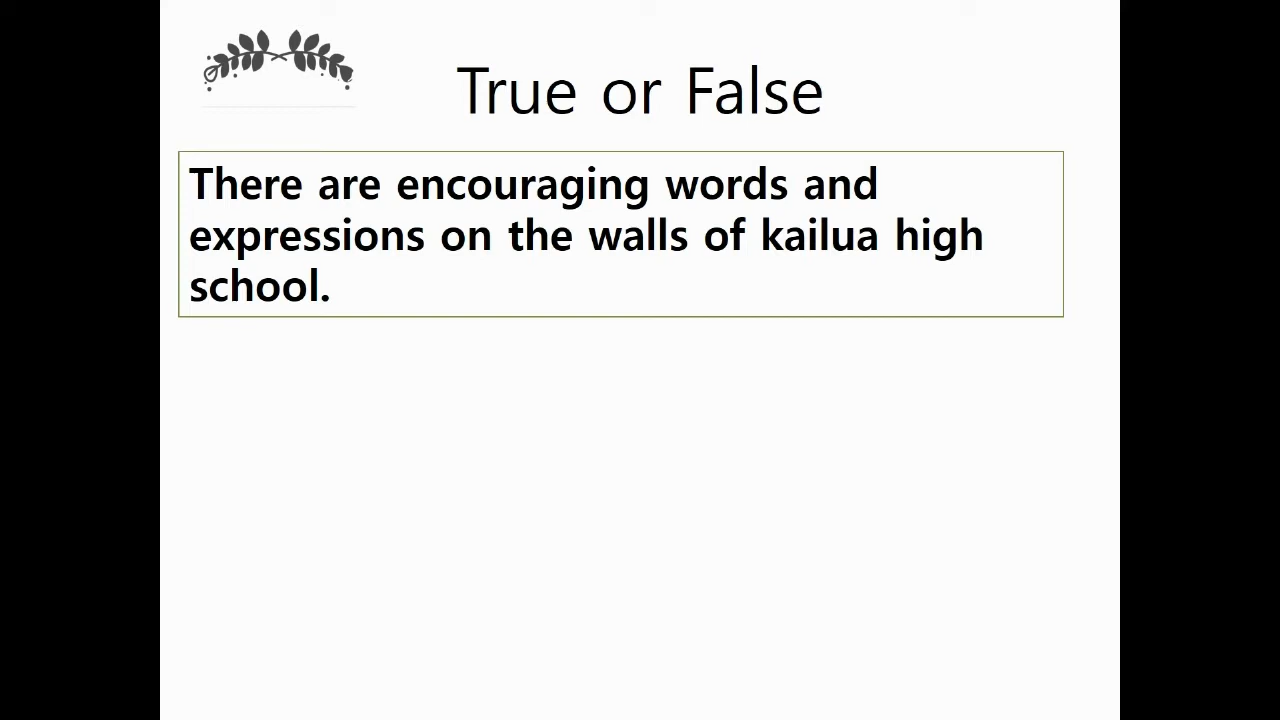 True or False
There are encouraging words and
expressions on the walls of kailua high
school.